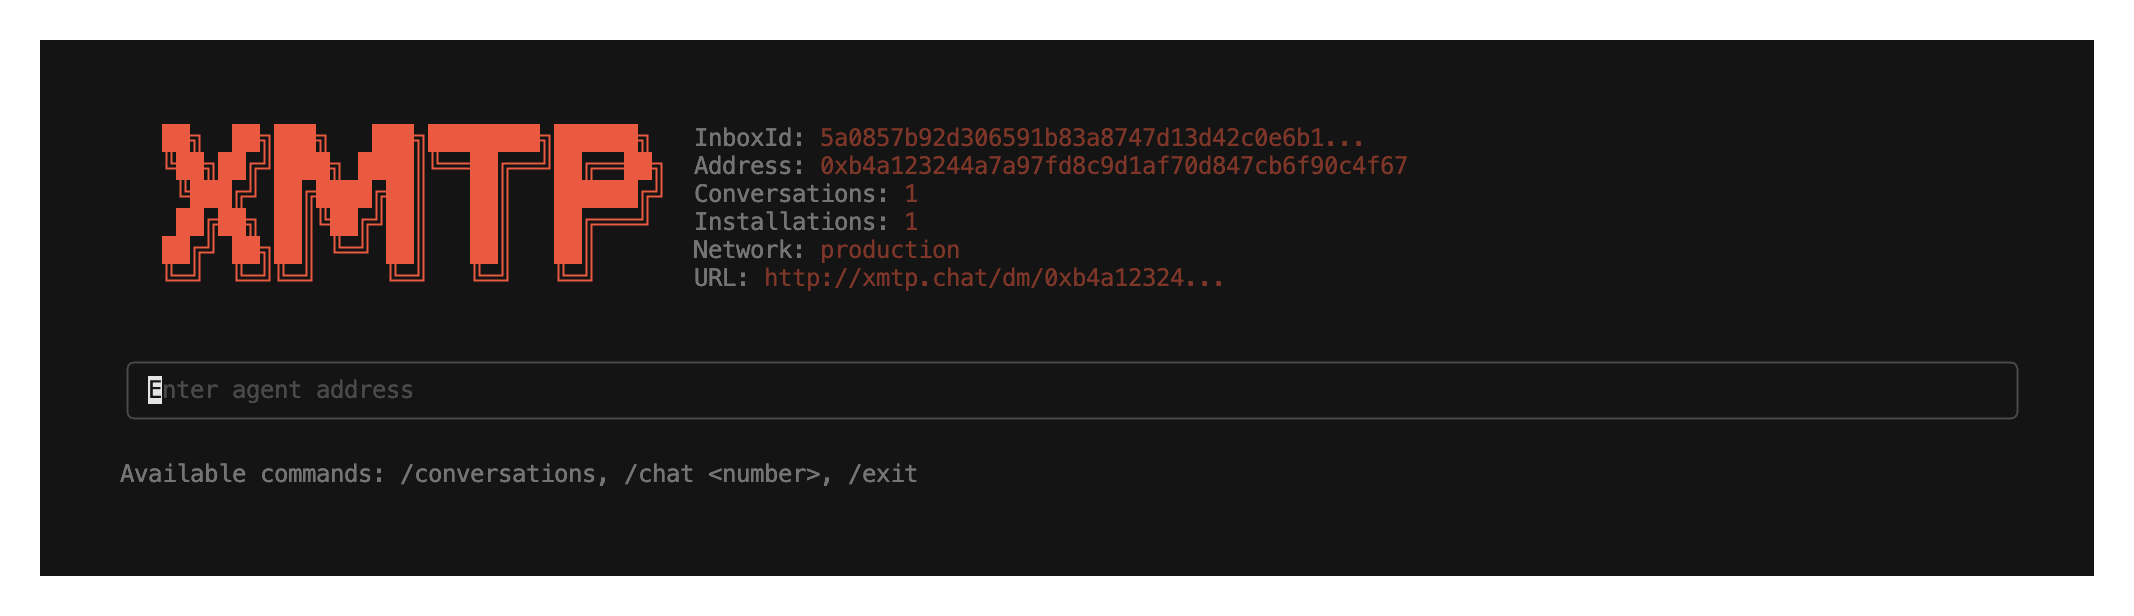 XMTP
InboxId: 5a0857b92d306591b83a8747d13d42c0e6b1...
Address: 0xb4a123244a7a97fd8c9d1af70d847cb6f90c4f67
Conversations: 1
Installations: 1
Network: production
URL: http://xmtp.chat/dm/0xb4a12324...
Enter agent address
Available commands: /conversations, /chat <number>, /exit